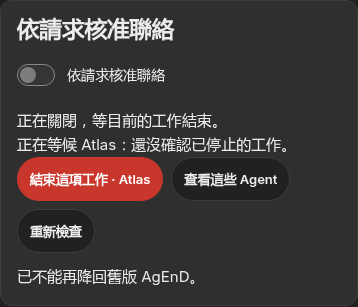 依請求核准聯絡
依請求核准聯絡
正在關閉，等目前的工作結束。
正在等候 Atlas：還沒確認已停止的工作。
結束這項工作 · Atlas
查看這些 Agent
重新檢查
已不能再降回舊版 AgEnD。